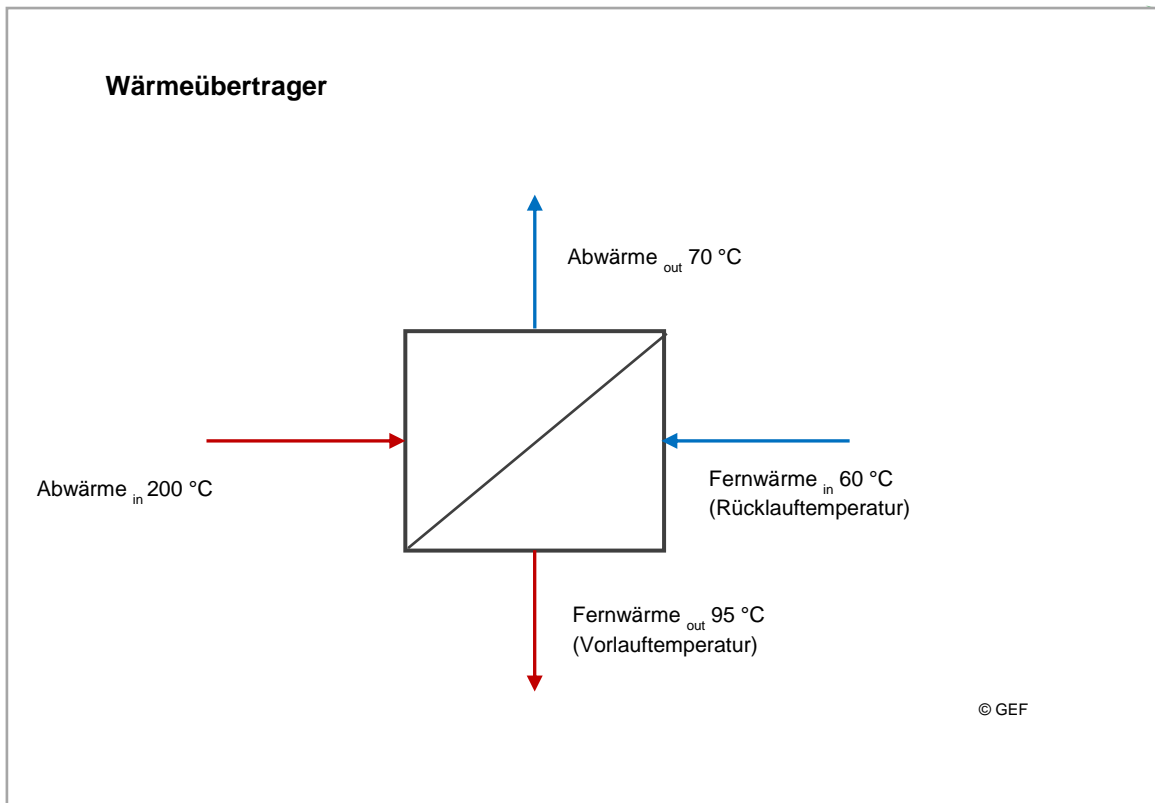 Wärmeübertrager
Abwärme out 70 °C
Abwärme in 200 °C
Fernwärme in 60 °C
(Rücklauftemperatur)
Fernwärme out 95 °C
(Vorlauftemperatur)
© GEF